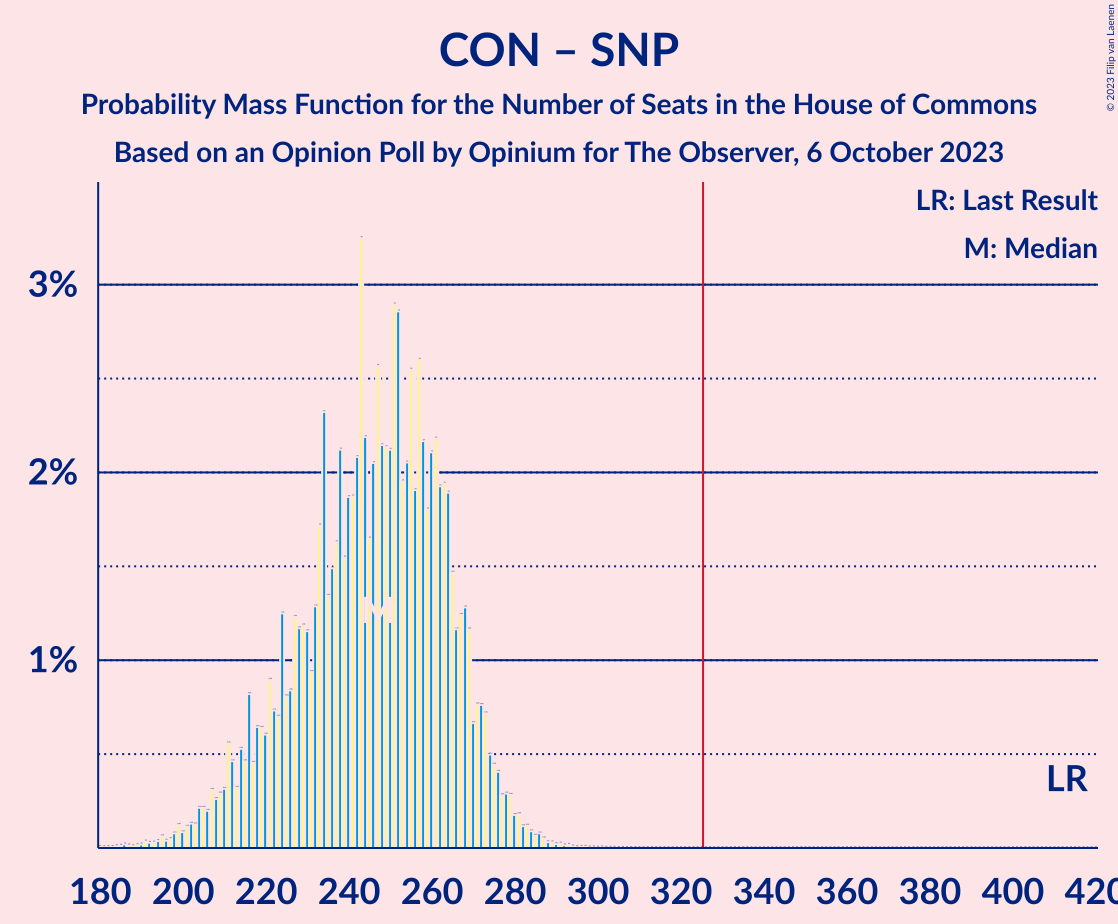 CON – SNP
Probability Mass Function for the Number of Seats in the House of Commons
Based on an Opinion Poll by Opinium for The Observer, 6 October 2023
© 2023 Filip van Laenen
LR: Last Result
M: Median
3%
2%
1%
M
LR
180 200 220 240 260 280 300 320 340 360 380 400 420